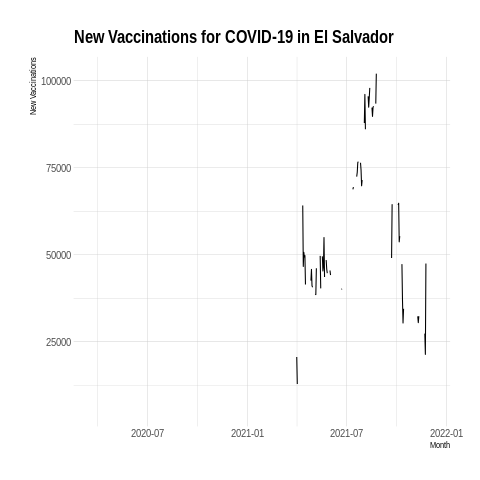 New Vaccinations for COVID-19 in El Salvador
New Vaccinations
100000
75000
50000
25000
2020-07
2021-01
2021-07
2022-01
Month